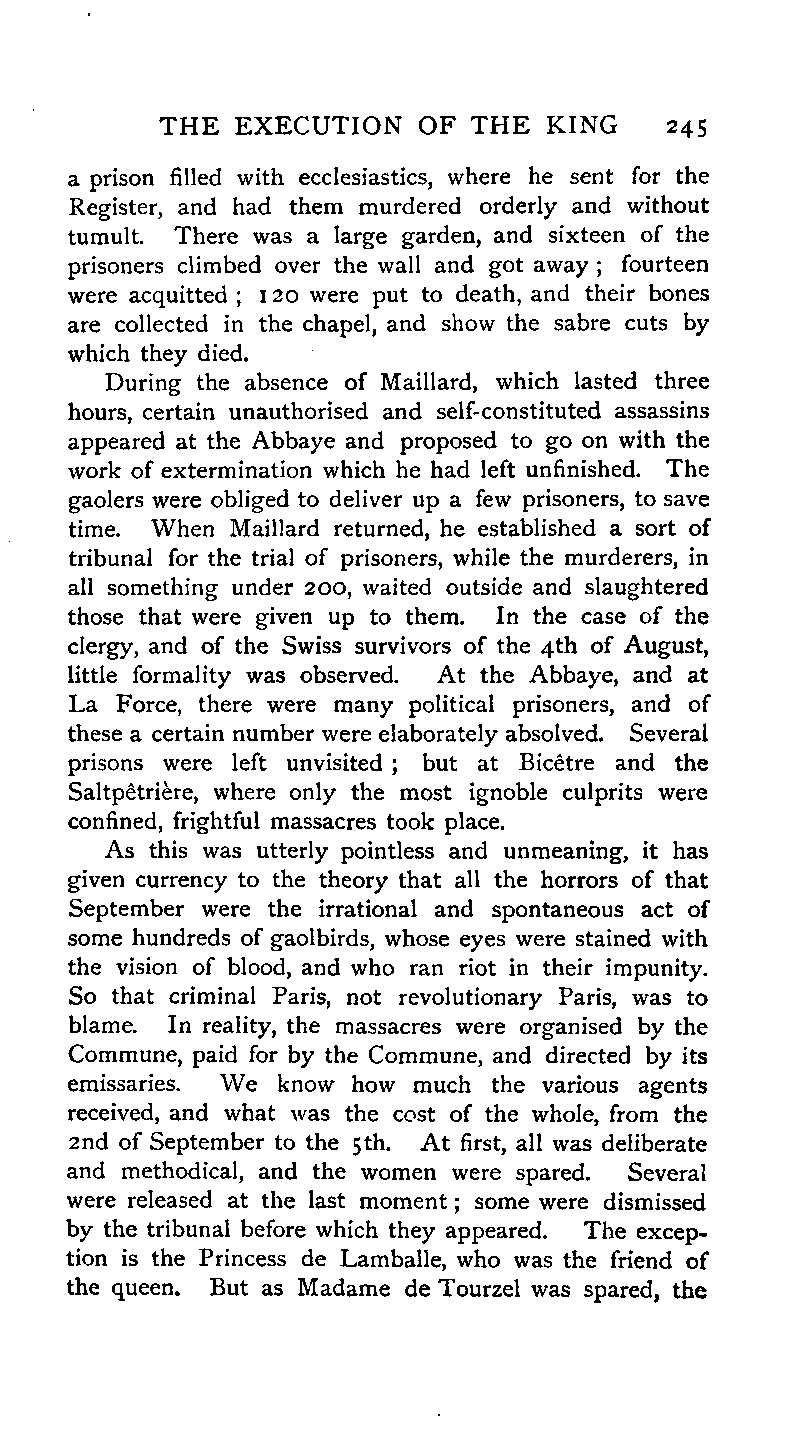 THE EXECUTION OF THE KING 245
a prison filled with ecclesiastics, where he sent for the
Register, and had them murdered orderly and without
tumult. There was a large garden, and sixteen of the
prisoners climbed over the wall and got away ; fourteen
were acquitted ; 120 were put to death, and their bones
are collected in the chapel, and show the sabre cuts by
which they died.
During the absence of Maillard, which lasted three
hours, certain unauthorised and self-constituted assassins
appeared at the Abbaye and proposed to go on with the
work of extermination which he had left unfinished. The
gaolers were obliged to deliver up a few prisoners, to save
time. When Maillard returned, he established a sort of
tribunal for the trial of prisoners, while the murderers, in
all something under 200, waited outside and slaughtered
those that were given up to them. In the case of the
clergy, and of the Swiss survivors of the 4th of August,
little formality was observed. At the Abbaye, and at
La Force, there were many political prisoners, and of
these a certain number were elaborately absolved. Several
prisons were left unvisited ; but at Bicêtre and the
Saltpêtrière, where only the most ignoble culprits were
confined, frightful massacres took place.
As this was utterly pointless and unmeaning, it has
given currency to the theory that all the horrors of that
September were the irrational and spontaneous act of
some hundreds of gaolbirds, whose eyes were stained with
the vision of blood, and who ran riot in their impunity.
So that criminal Paris, not revolutionary Paris, was to
blame. In reality, the massacres were organised by the
Commune, paid for by the Commune, and directed by its
emissaries. We know how much the various agents
received, and what was the cost of the whole, from the
2nd of September to the 5th. At first, all was deliberate
and methodical, and the women were spared. Several
were released at the last moment ; some were dismissed
by the tribunal before which they appeared. The excep-
tion is the Princess de Lamballe, who was the friend of
the queen. But as Madame de Tourzel was spared, the